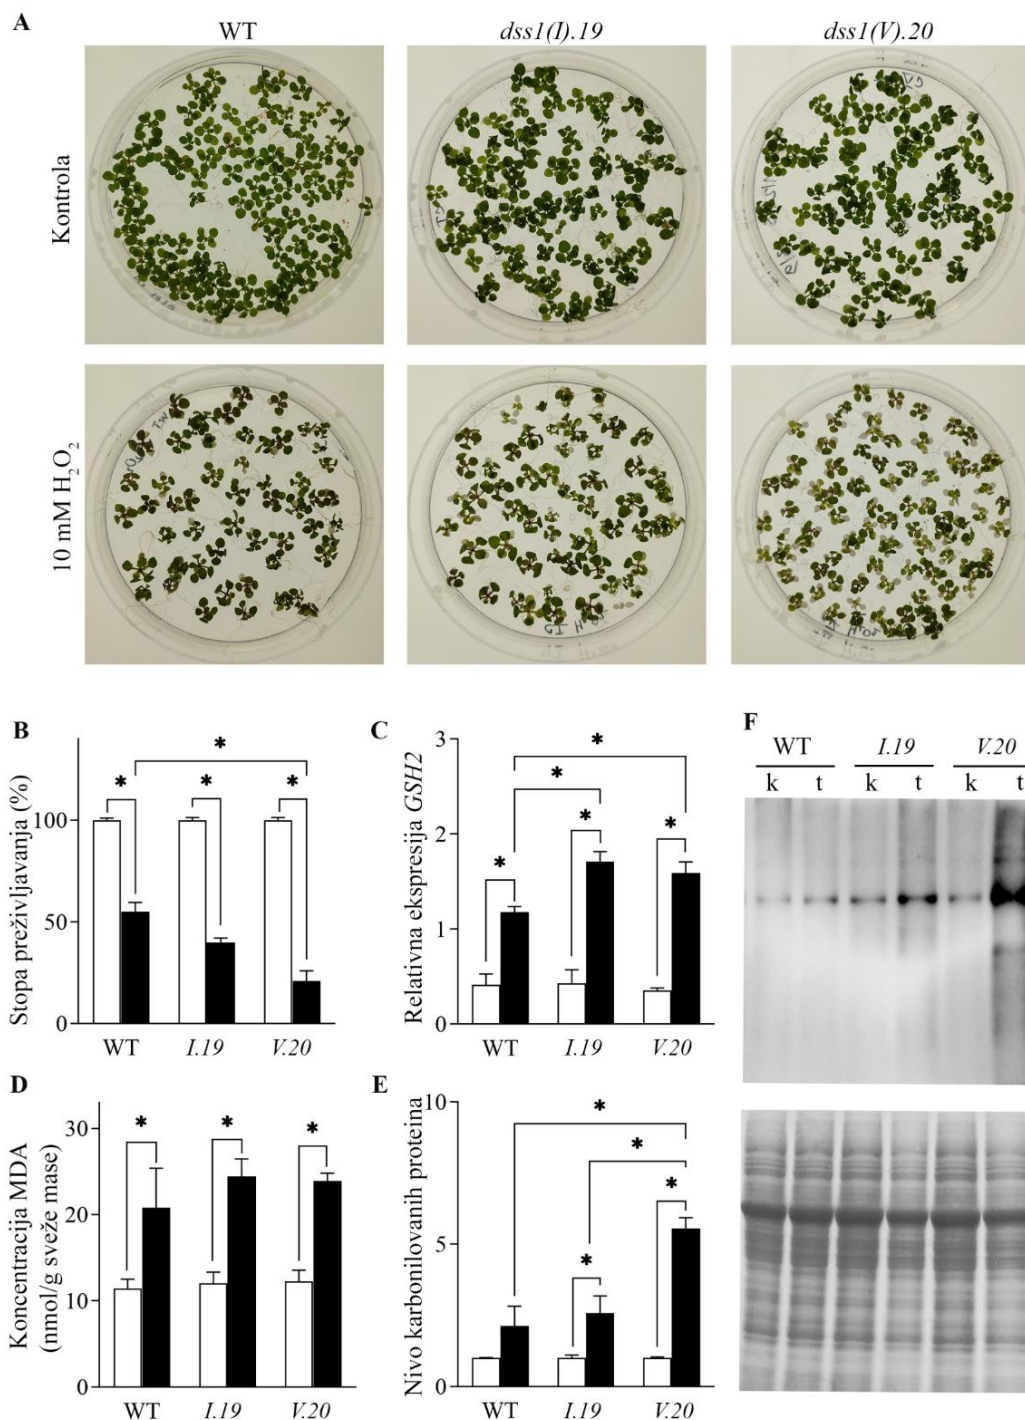 A
WT
dss1(I).19
dss1(V).20
Kontrola
10 mM H₂O₂
B
Stopa preživljavanja (%)
100
50
0
WT
I.19
V.20
*
*
*
*
C
Relativna ekspresija GSH2
3
2
1
0
WT
I.19
V.20
*
*
*
*
*
D
Koncentracija MDA
(nmol/g sveže mase)
30
20
10
0
WT
I.19
V.20
*
*
*
E
Nivo karbonilovanih proteina
10
5
0
WT
I.19
V.20
*
*
*
*
F
WT
I.19
V.20
k
t
k
t
k
t